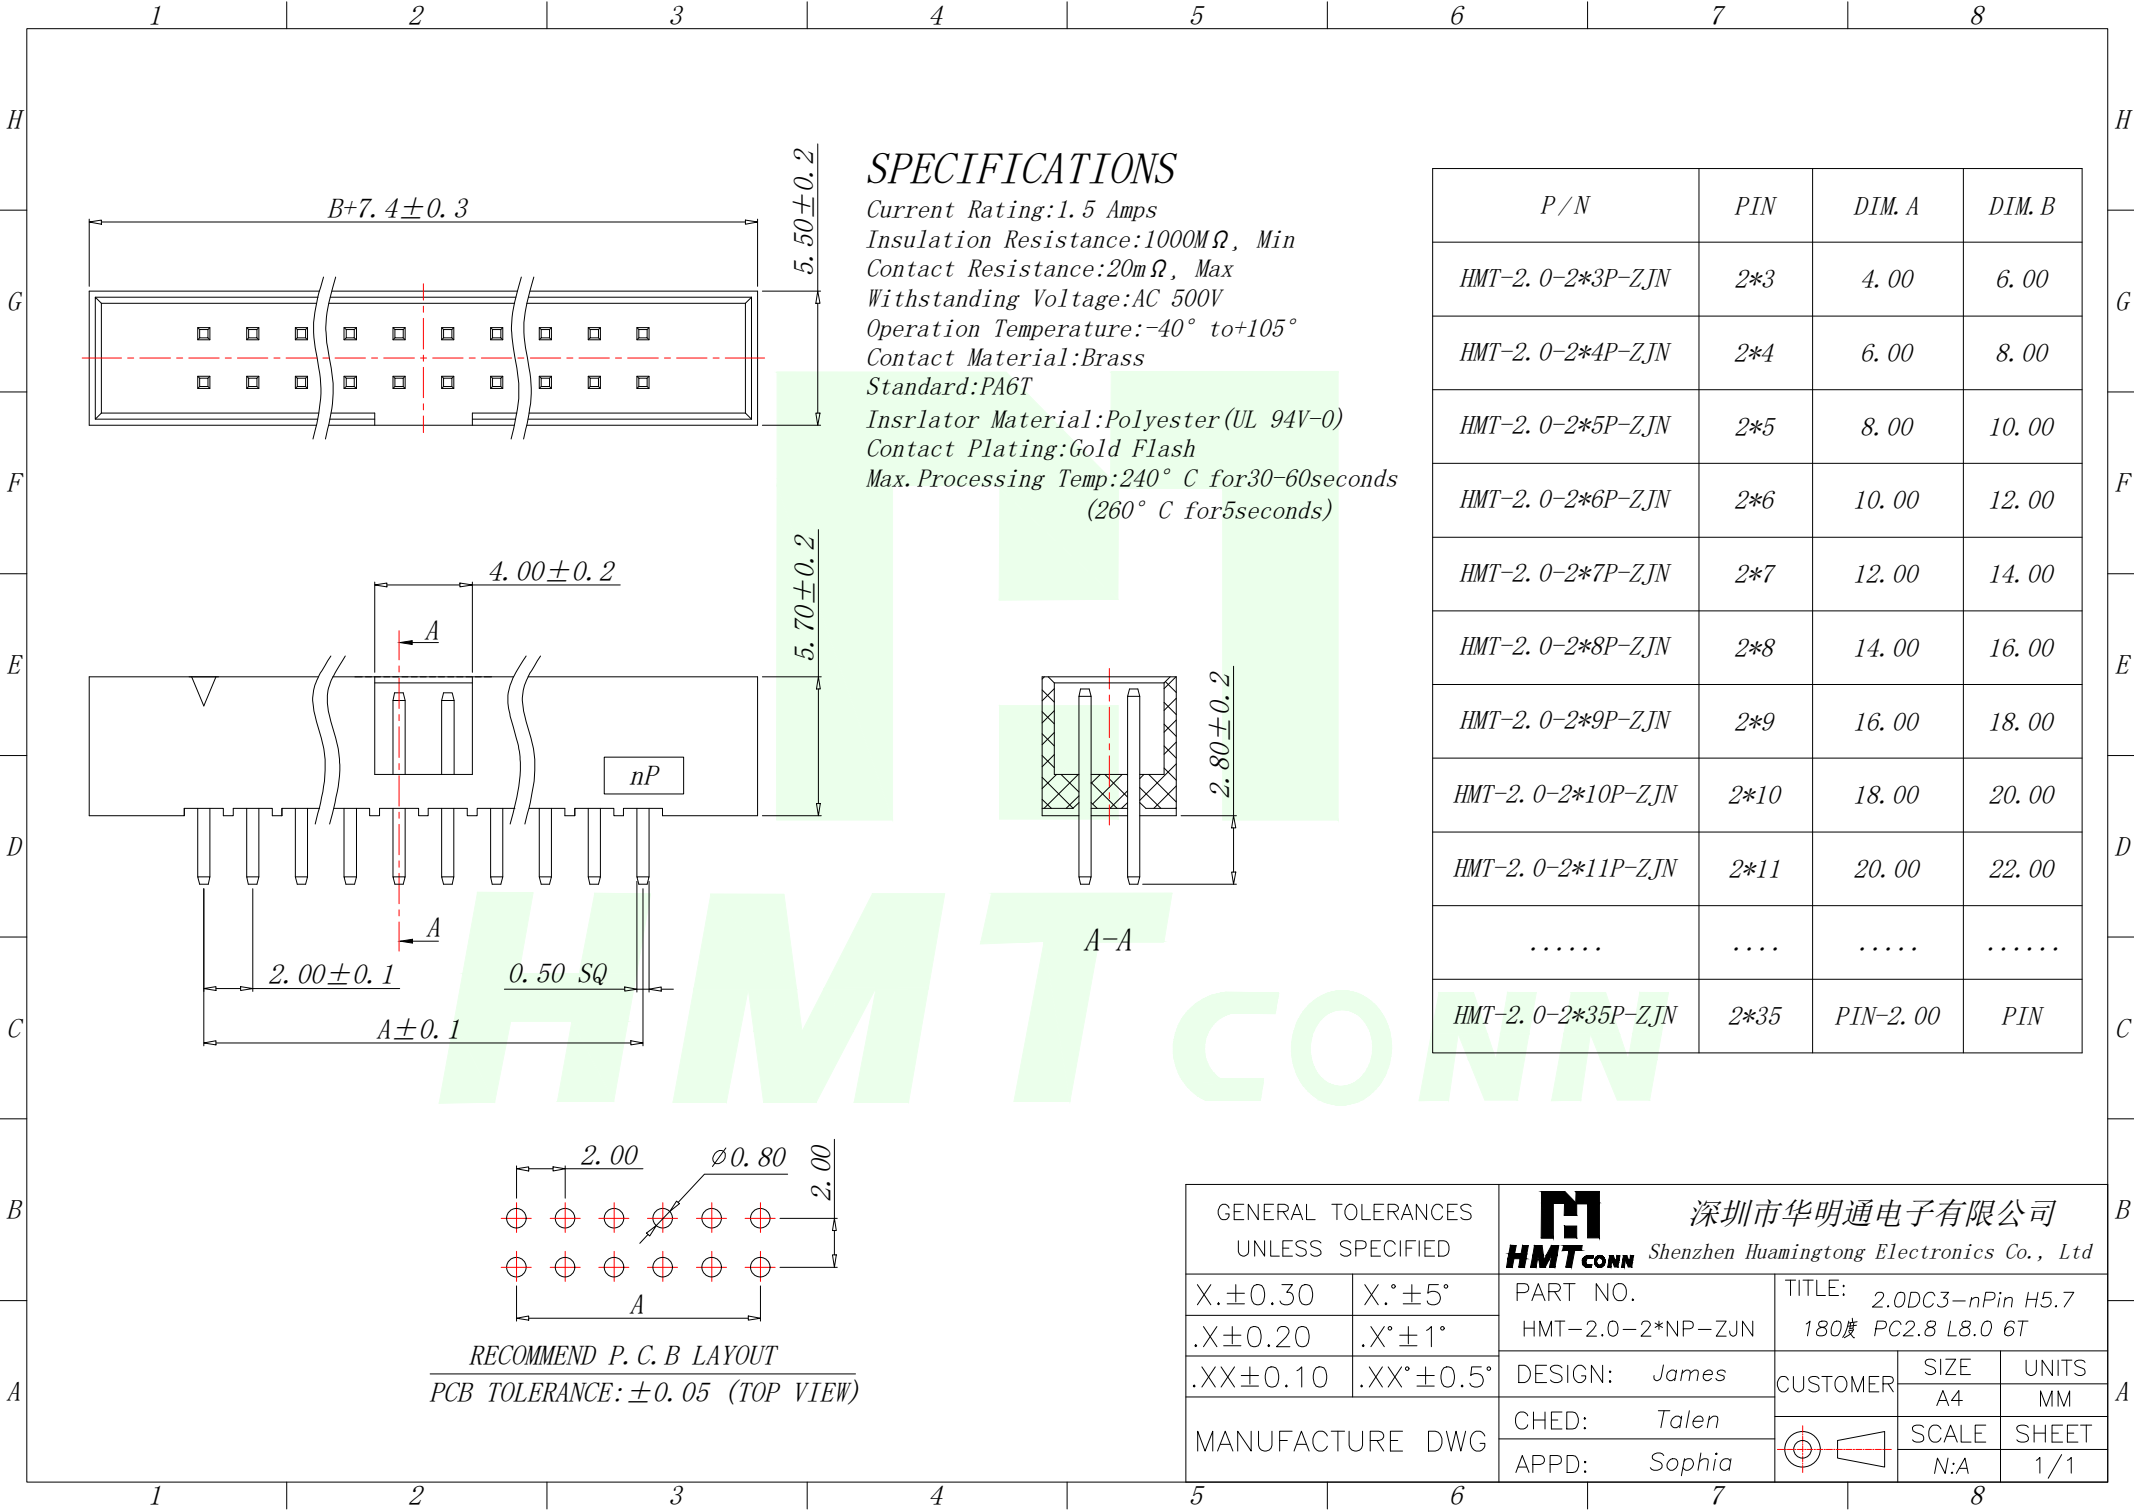 1 2 3 4 5 6 7 8
H H
G G
F F
E E
D D
C C
B B
A A
B+7.4±0.3
5.50±0.2
SPECIFICATIONS
Current Rating:1.5 Amps
Insulation Resistance:1000MΩ, Min
Contact Resistance:20mΩ, Max
Withstanding Voltage:AC 500V
Operation Temperature:-40° to+105°
Contact Material:Brass
Standard:PA6T
Insrlator Material:Polyester(UL 94V-0)
Contact Plating:Gold Flash
Max.Processing Temp:240° C for30-60seconds
(260° C for5seconds)
P/N PIN DIM.A DIM.B
HMT-2.0-2*3P-ZJN 2*3 4.00 6.00
HMT-2.0-2*4P-ZJN 2*4 6.00 8.00
HMT-2.0-2*5P-ZJN 2*5 8.00 10.00
HMT-2.0-2*6P-ZJN 2*6 10.00 12.00
HMT-2.0-2*7P-ZJN 2*7 12.00 14.00
HMT-2.0-2*8P-ZJN 2*8 14.00 16.00
HMT-2.0-2*9P-ZJN 2*9 16.00 18.00
HMT-2.0-2*10P-ZJN 2*10 18.00 20.00
HMT-2.0-2*11P-ZJN 2*11 20.00 22.00
...... .... ..... ......
HMT-2.0-2*35P-ZJN 2*35 PIN-2.00 PIN
4.00±0.2
5.70±0.2
A
nP
A
2.00±0.1
0.50 SQ
A±0.1
2.80±0.2
A-A
HMT CONN
2.00
Ø0.80
2.00
A
RECOMMEND P.C.B LAYOUT
PCB TOLERANCE:±0.05 (TOP VIEW)
GENERAL TOLERANCES
UNLESS SPECIFIED
X.±0.30 X.°±5°
.X±0.20 .X°±1°
.XX±0.10 .XX°±0.5°
MANUFACTURE DWG
HMT CONN
深圳市华明通电子有限公司
Shenzhen Huamingtong Electronics Co., Ltd
PART NO.
HMT-2.0-2*NP-ZJN
TITLE: 2.0DC3-nPin H5.7
180度 PC2.8 L8.0 6T
DESIGN: James
CHED: Talen
APPD: Sophia
CUSTOMER
SIZE UNITS
A4 MM
SCALE SHEET
N:A 1/1
1 2 3 4 5 6 7 8